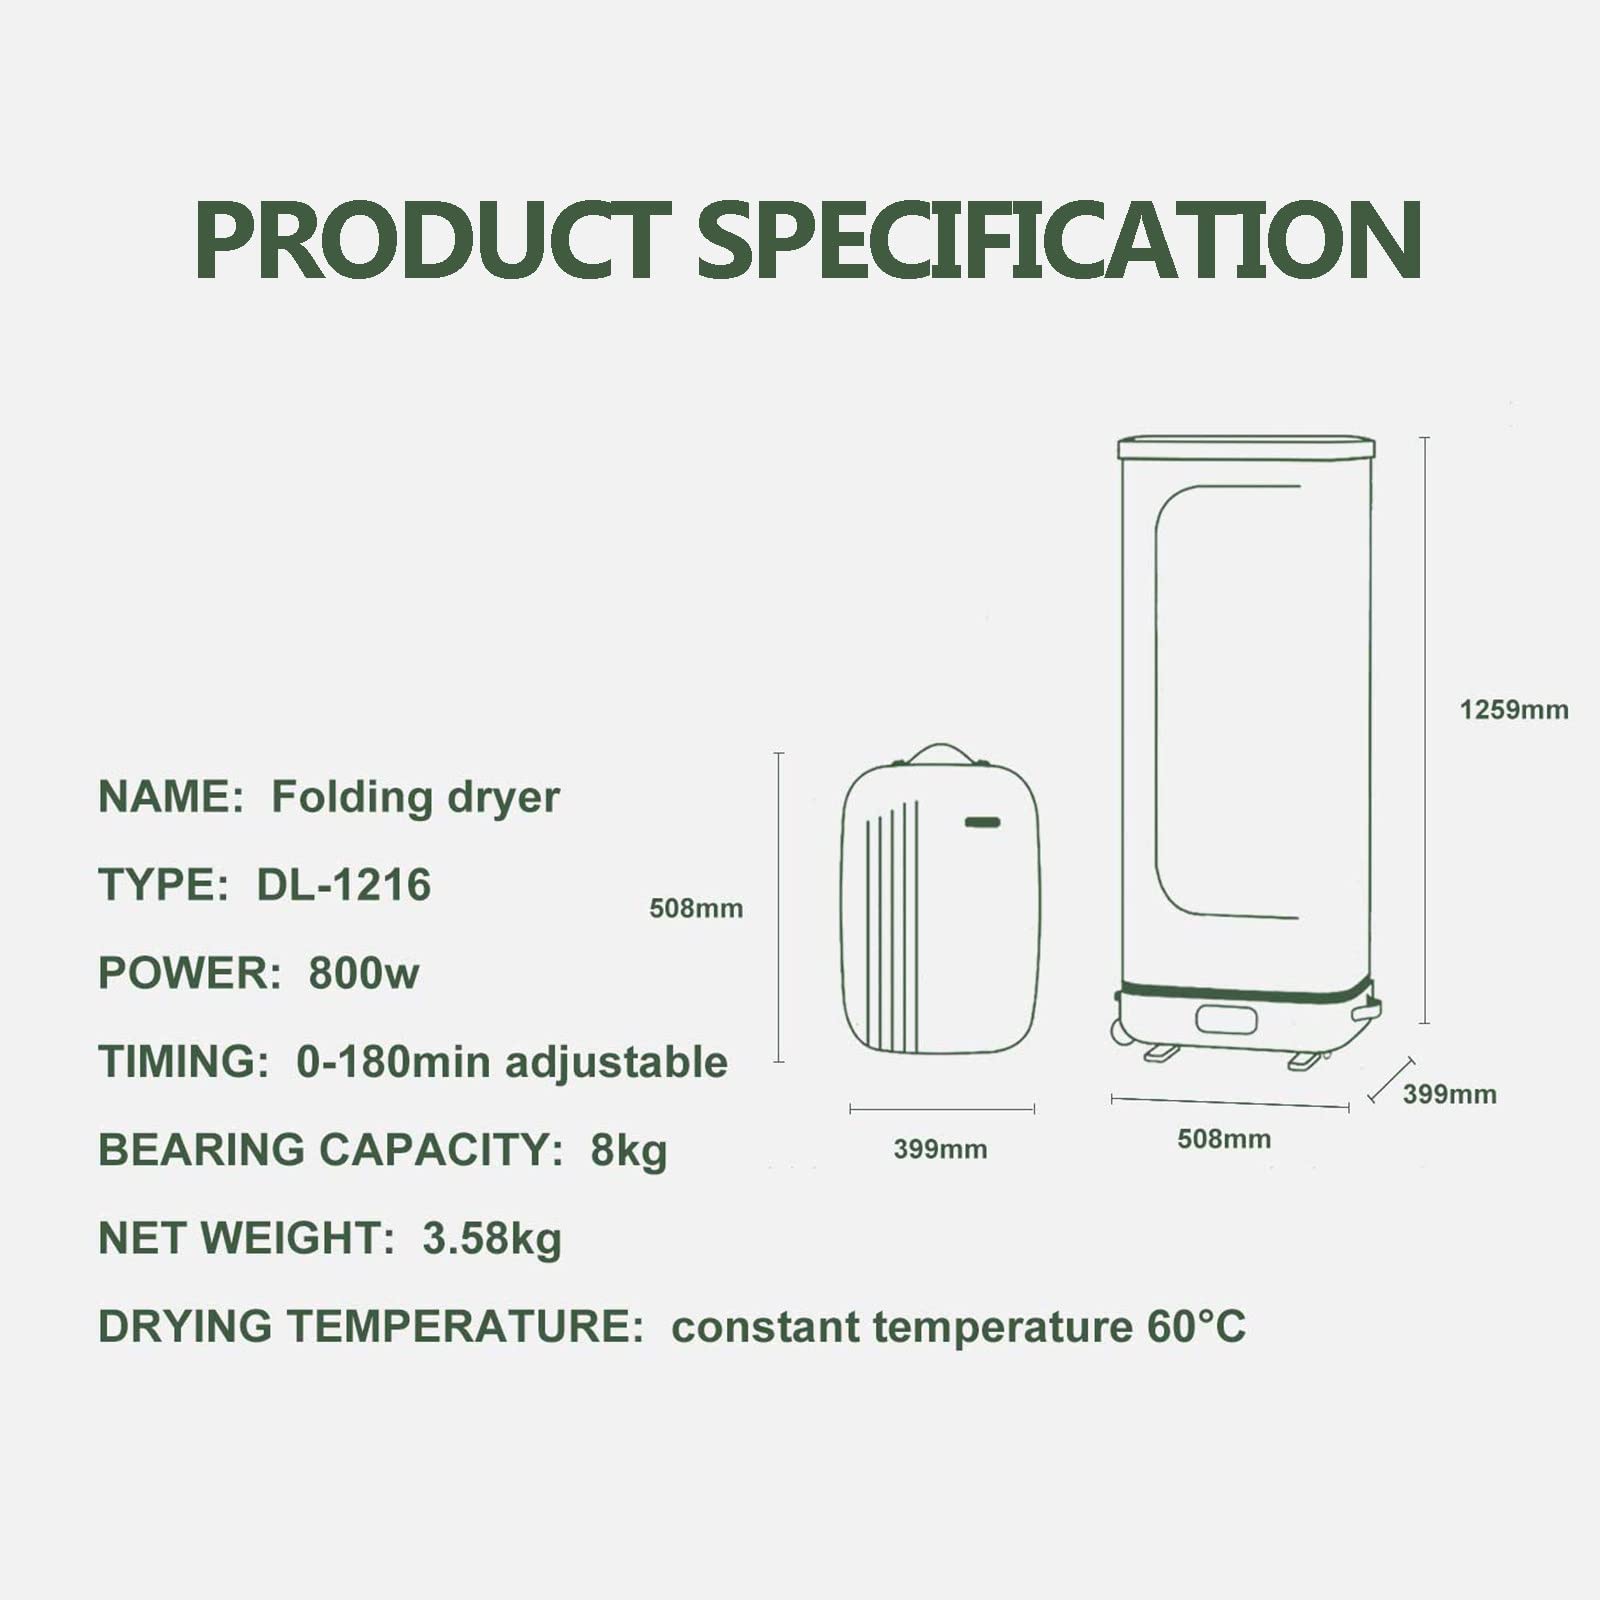 PRODUCT SPECIFICATION
1259mm
NAME: Folding dryer
TYPE: DL-1216
508mm
POWER: 800w
TIMING: 0-180min adjustable
399mm
BEARING CAPACITY: 8kg
399mm
508mm
NET WEIGHT: 3.58kg
DRYING TEMPERATURE: constant temperature 60°C